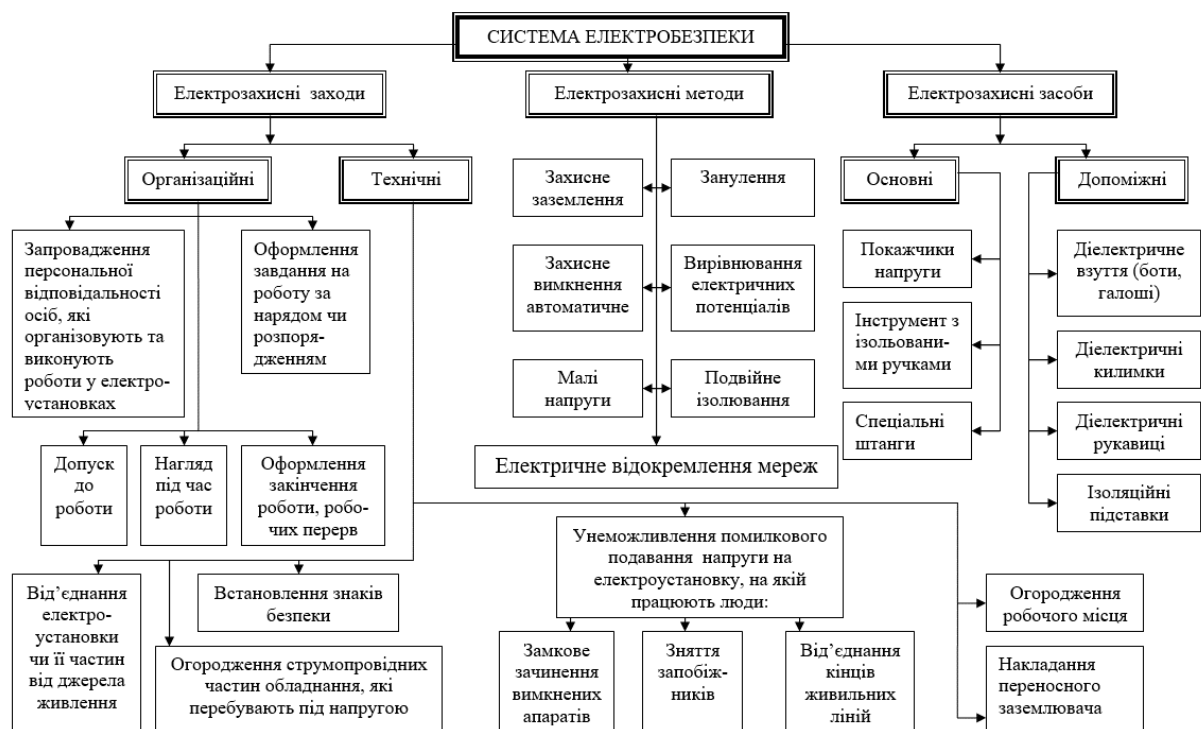 СИСТЕМА ЕЛЕКТРОБЕЗПЕКИ
Електрозахисні заходи
Електрозахисні методи
Електрозахисні засоби
Організаційні
Технічні
Захисне
заземлення
Занулення
Основні
Допоміжні
Запровадження
персональної
відповідальності
осіб, які
організовують та
виконують
роботи у електро-
установках
Оформлення
завдання на
роботу за
нарядом чи
розпоря-
дженням
Захисне
вимкнення
автоматичне
Вирівнювання
електричних
потенціалів
Малі
напруги
Подвійне
ізолювання
Електричне відокремлення мереж
Покажчики
напруги
Інструмент з
ізольовани-
ми ручками
Спеціальні
штанги
Діелектричне
взуття (боти,
галоші)
Діелектричні
килимки
Діелектричні
рукавиці
Ізоляційні
підставки
Допуск
до
роботи
Нагляд
під час
роботи
Оформлення
закінчення
роботи, робо-
чих перерв
Від’єднання
електро-
установки
чи її частин
від джерела
живлення
Встановлення знаків
безпеки
Огородження струмопровідних
частин обладнання, які
перебувають під напругою
Унеможливлення помилкового
подавання напруги на
електроустановку, на якій
працюють люди:
Замкове
зачинення
вимкнених
апаратів
Зняття
запобіж-
ників
Від’єднання
кінців
живильних
ліній
Огородження
робочого місця
Накладання
переносного
заземлювача